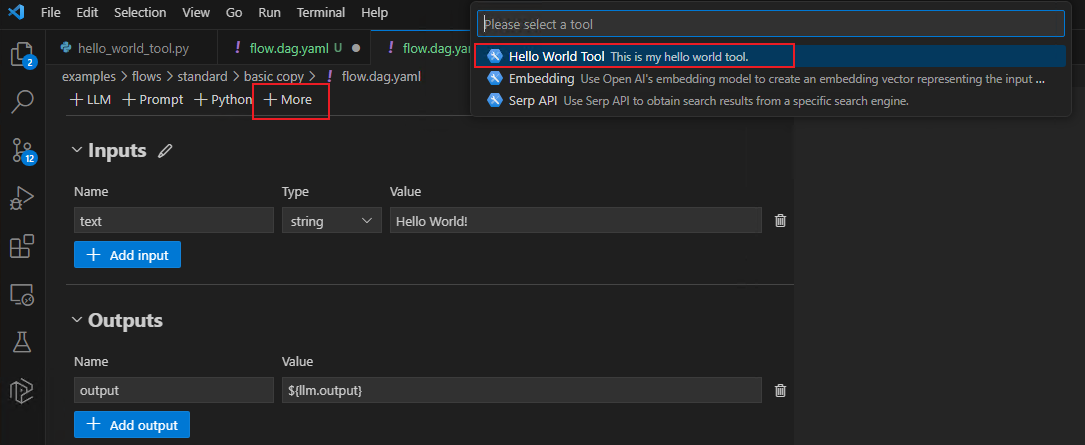 File Edit Selection View Go Run Terminal Help
Please select a tool
Hello World Tool This is my hello world tool.
Embedding Use Open AI's embedding model to create an embedding vector representing the input ...
Serp API Use Serp API to obtain search results from a specific search engine.
hello_world_tool.py
! flow.dag.yaml U
! flow.dag.ya
examples > flows > standard > basic copy > ! flow.dag.yaml
+ LLM + Prompt + Python + More
2
12
Inputs
Name Type Value
text string Hello World!
+ Add input
Outputs
Name Value
output ${llm.output}
+ Add output